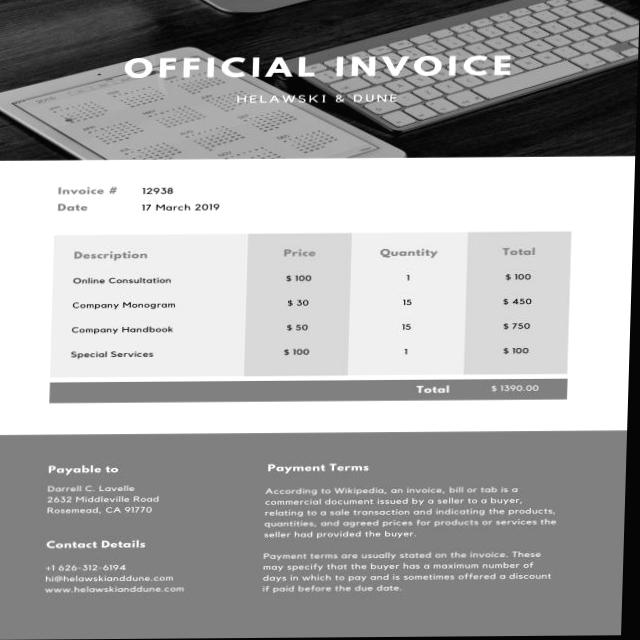 OFFICIAL INVOICE
HELAWSKI & DUNE
Invoice # 12938
Date 17 March 2019
Description Price Quantity Total
Online Consultation $ 100 1 $ 100
Company Monogram $ 30 15 $ 450
Company Handbook $ 50 15 $ 750
Special Services $ 100 1 $ 100
Total $ 1390.00
Payable to
Darrell C. Lavelle
2632 Middleville Road
Rosemead, CA 91770
Contact Details
+1 626-312-6194
hi@helawskianddune.com
www.helawskianddune.com
Payment Terms
According to Wikipedia, an invoice, bill or tab is a
commercial document issued by a seller to a buyer,
relating to a sale transaction and indicating the products,
quantities, and agreed prices for products or services the
seller had provided the buyer.
Payment terms are usually stated on the invoice. These
may specify that the buyer has a maximum number of
days in which to pay and is sometimes offered a discount
if paid before the due date.